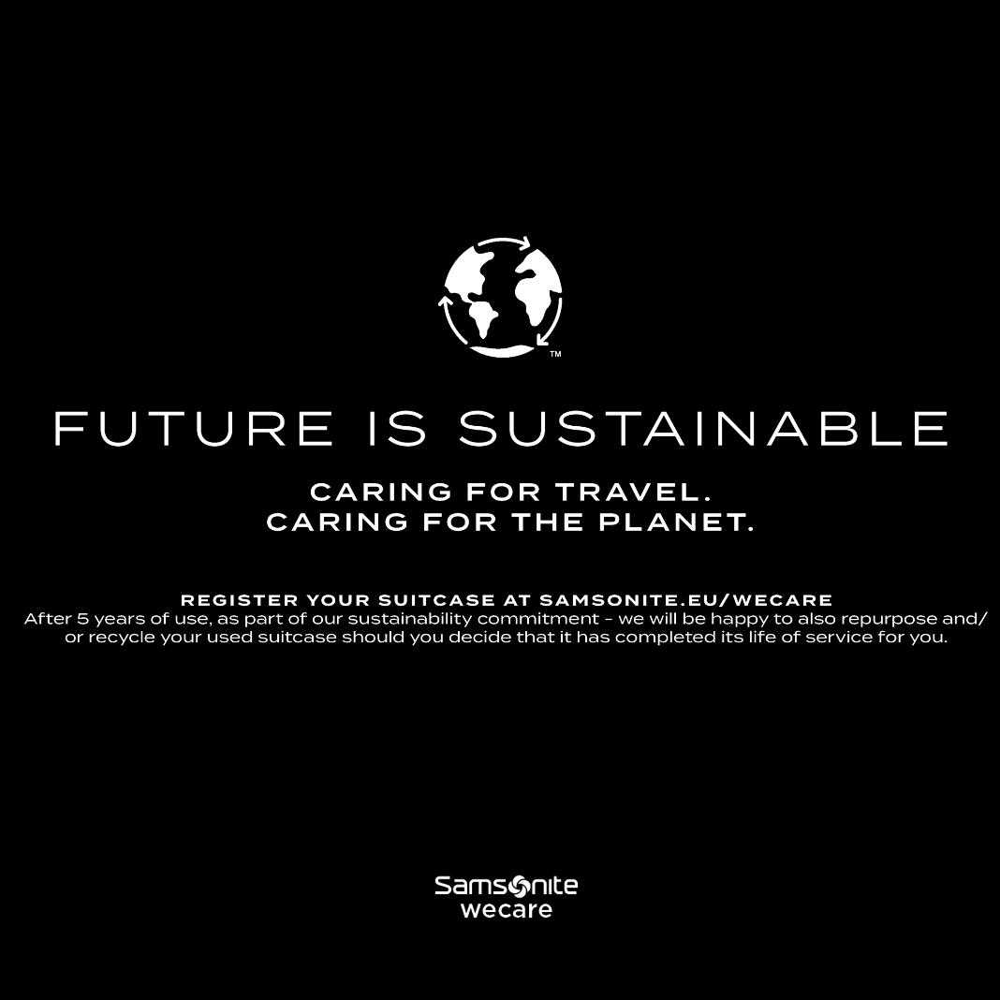 TM
FUTURE IS SUSTAINABLE
CARING FOR TRAVEL.
CARING FOR THE PLANET.
REGISTER YOUR SUITCASE AT SAMSONITE.EU/WECARE
After 5 years of use, as part of our sustainability commitment - we will be happy to also repurpose and/
or recycle your used suitcase should you decide that it has completed its life of service for you.
Samsonite
wecare